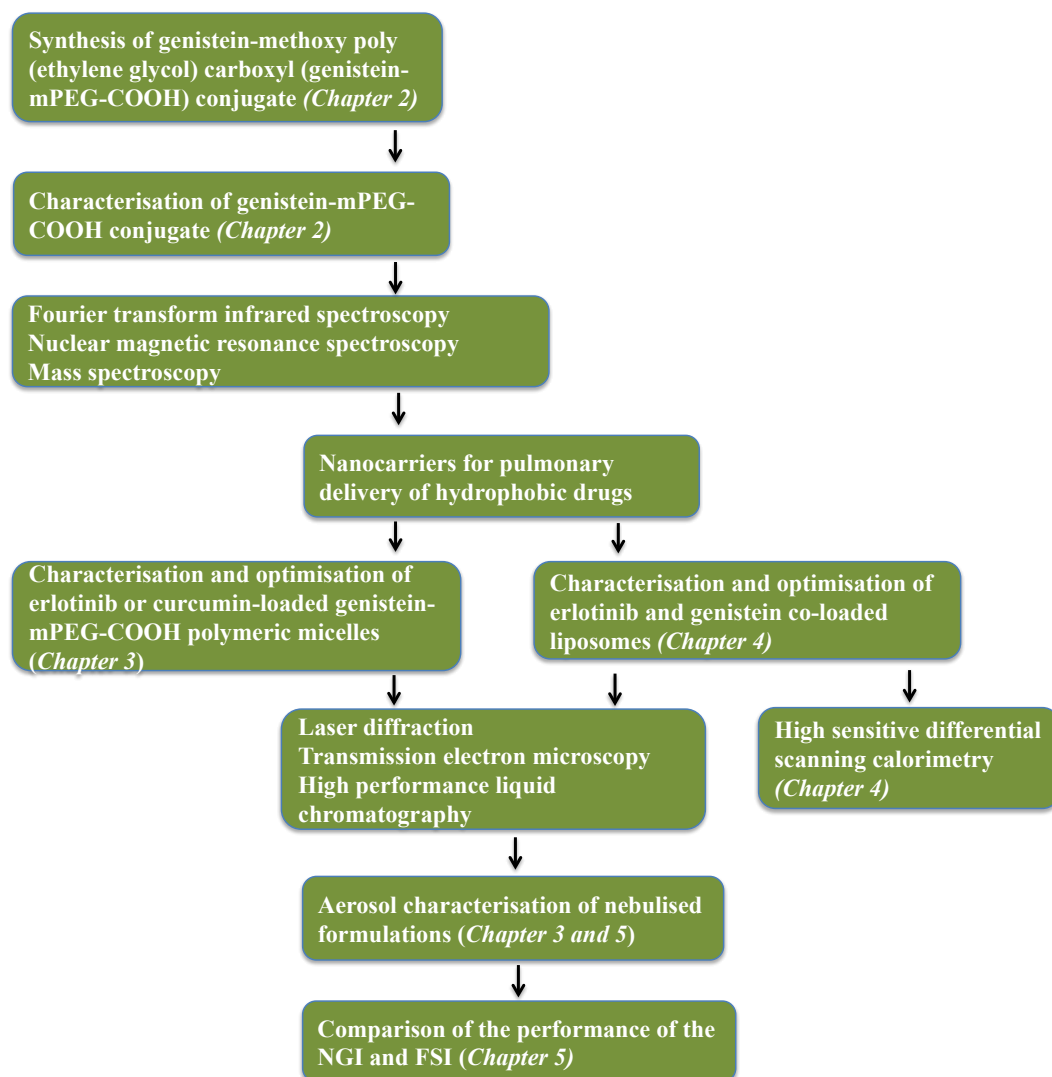 Synthesis of genistein-methoxy poly
(ethylene glycol) carboxyl (genistein-
mPEG-COOH) conjugate (Chapter 2)
Characterisation of genistein-mPEG-
COOH conjugate (Chapter 2)
Fourier transform infrared spectroscopy
Nuclear magnetic resonance spectroscopy
Mass spectroscopy
Nanocarriers for pulmonary
delivery of hydrophobic drugs
Characterisation and optimisation of
erlotinib or curcumin-loaded genistein-
mPEG-COOH polymeric micelles
(Chapter 3)
Characterisation and optimisation of
erlotinib and genistein co-loaded
liposomes (Chapter 4)
Laser diffraction
Transmission electron microscopy
High performance liquid
chromatography
High sensitive differential
scanning calorimetry
(Chapter 4)
Aerosol characterisation of nebulised
formulations (Chapter 3 and 5)
Comparison of the performance of the
NGI and FSI (Chapter 5)